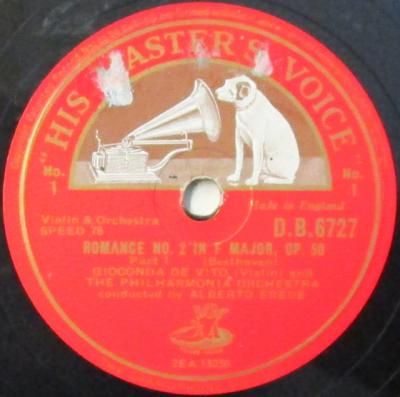 "HIS MASTER'S VOICE"
No. 1
No. 1
Made in England
Violin & Orchestra
SPEED 78
D.B.6727
ROMANCE NO. 2 IN F MAJOR, OP. 50
Part 1 (Beethoven)
GIOCONDA DE VITO (Violin) and
THE PHILHARMONIA ORCHESTRA
conducted by ALBERTO EREDE